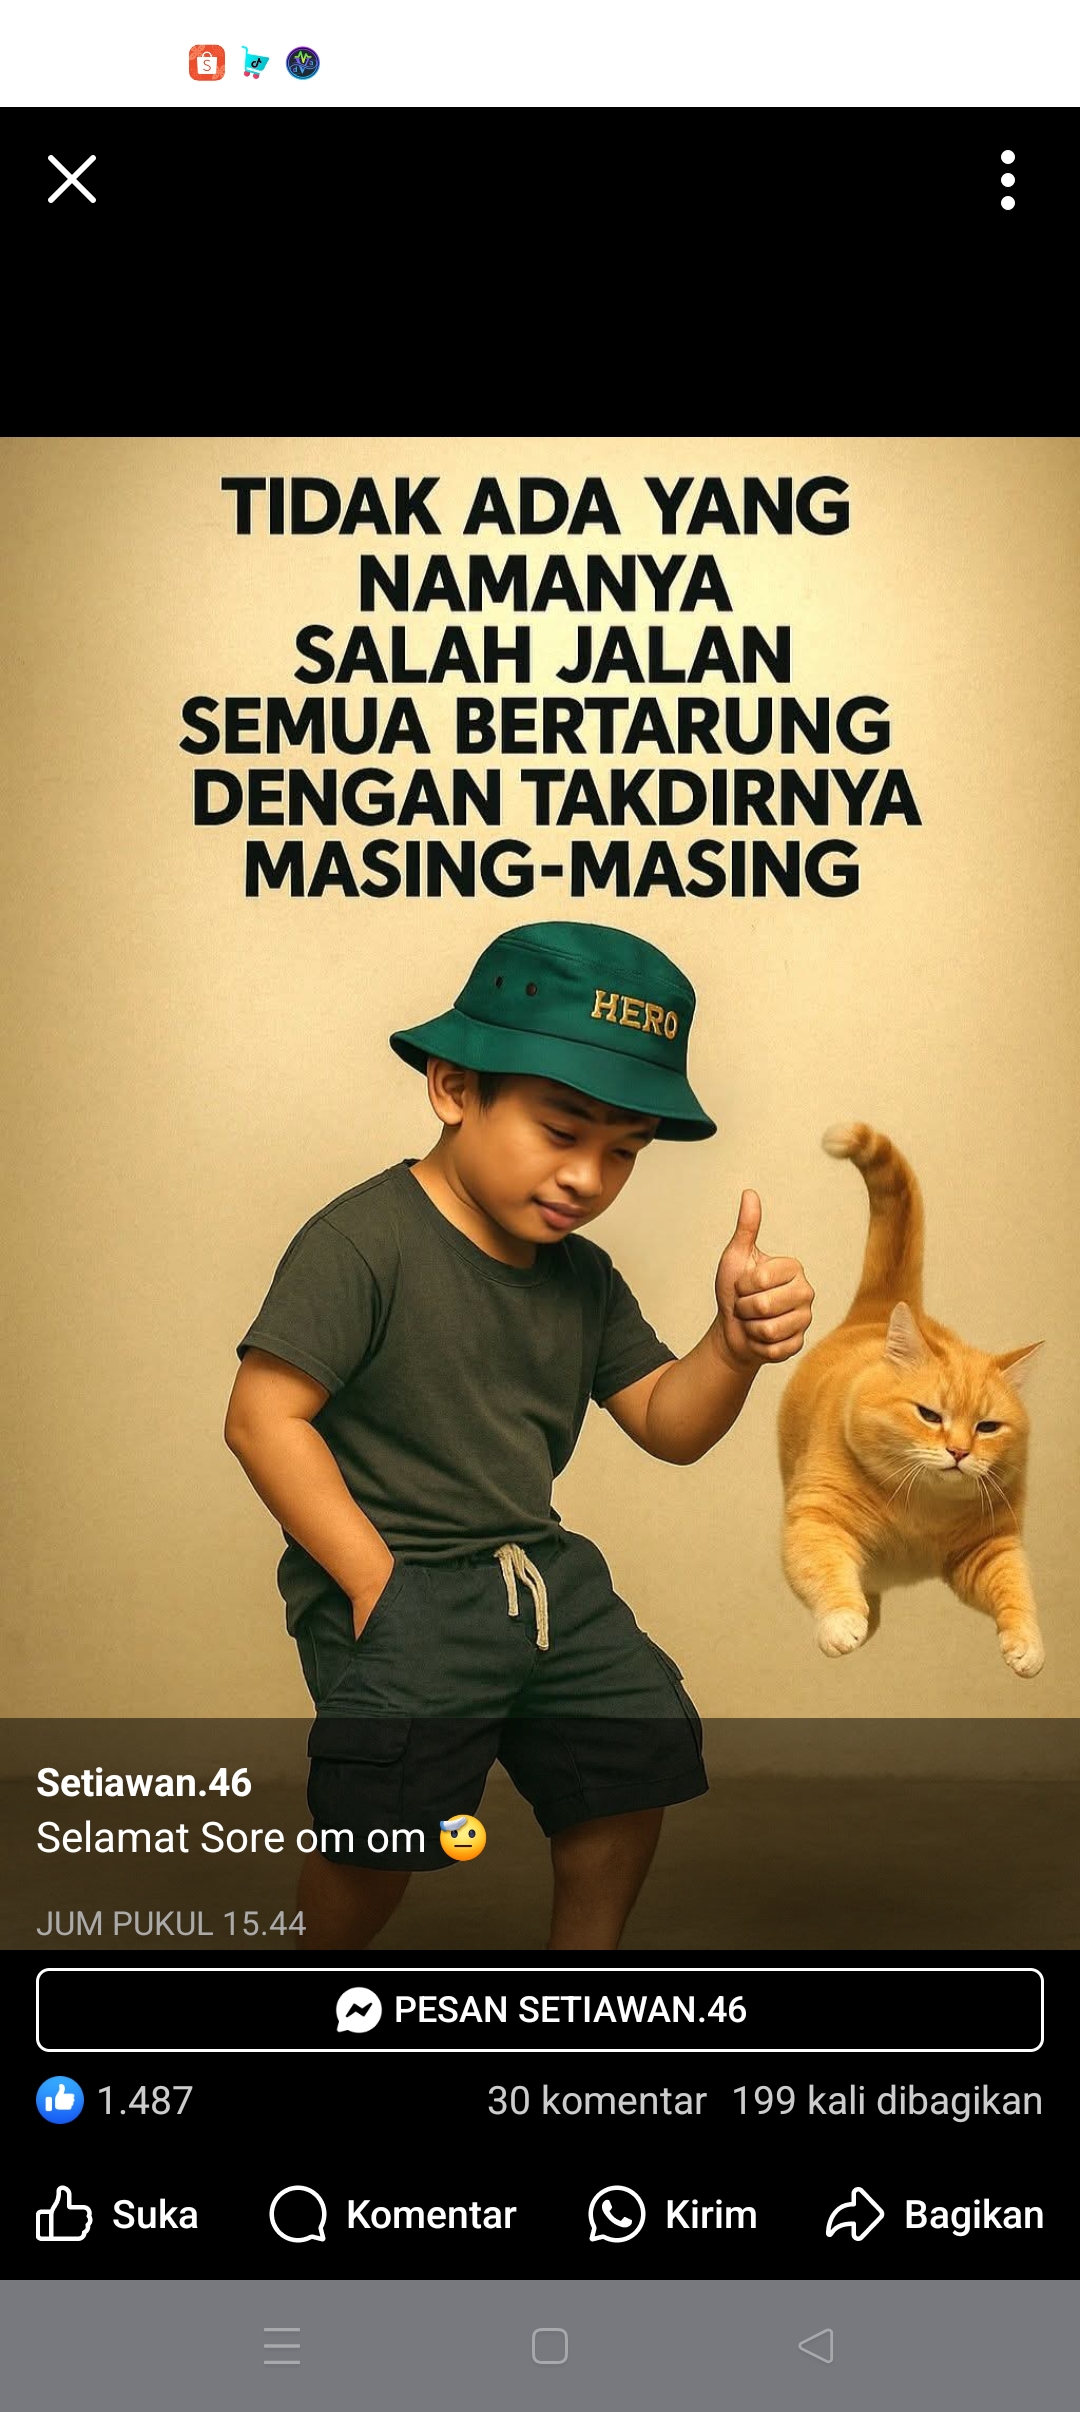 TIDAK ADA YANG
NAMANYA
SALAH JALAN
SEMUA BERTARUNG
DENGAN TAKDIRNYA
MASING-MASING
HERO
Setiawan.46
Selamat Sore om om 🤕
JUM PUKUL 15.44
PESAN SETIAWAN.46
1.487 30 komentar 199 kali dibagikan
Suka Komentar Kirim Bagikan